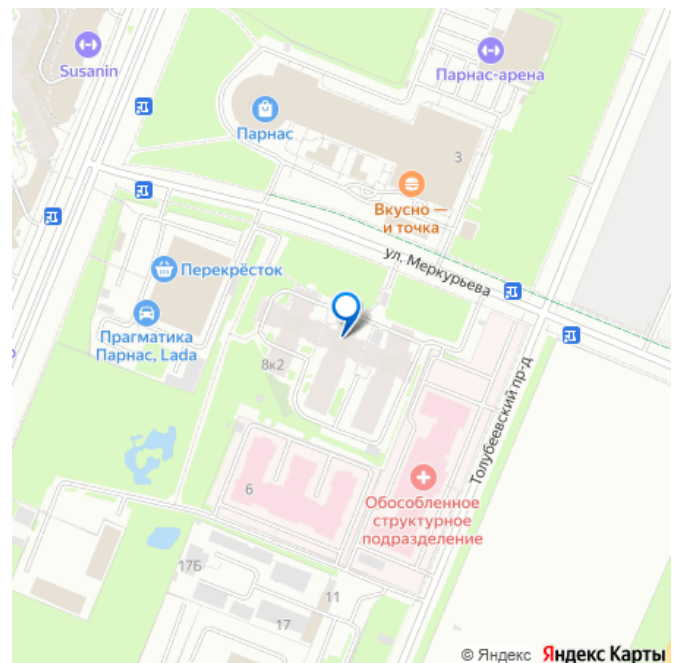 Susanin
Парнас-арена
Парнас
3
Вкусно —
и точка
ул. Меркурьева
Перекрёсток
Прагматика
Парнас, Lada
8к2
Толубеевский пр-д
6
Обособленное
структурное
подразделение
17Б
11
17
© Яндекс Яндекс Карты